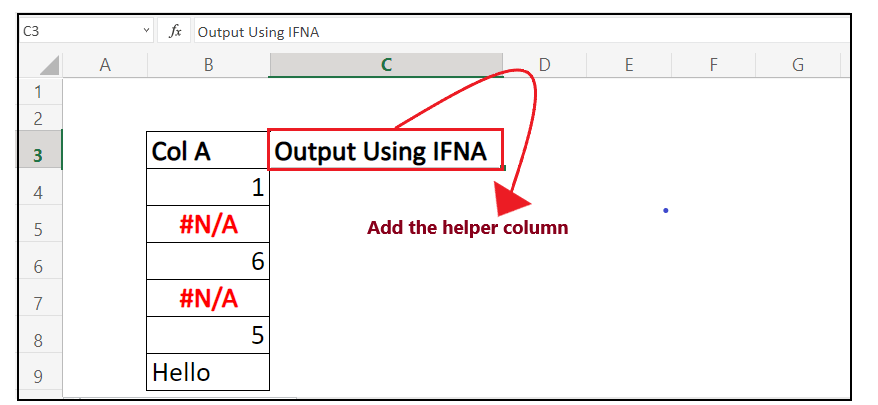 C3 fx Output Using IFNA
A B C D E F G
1
2
3 Col A Output Using IFNA
4 1
5 #N/A
Add the helper column
6 6
7 #N/A
8 5
9 Hello